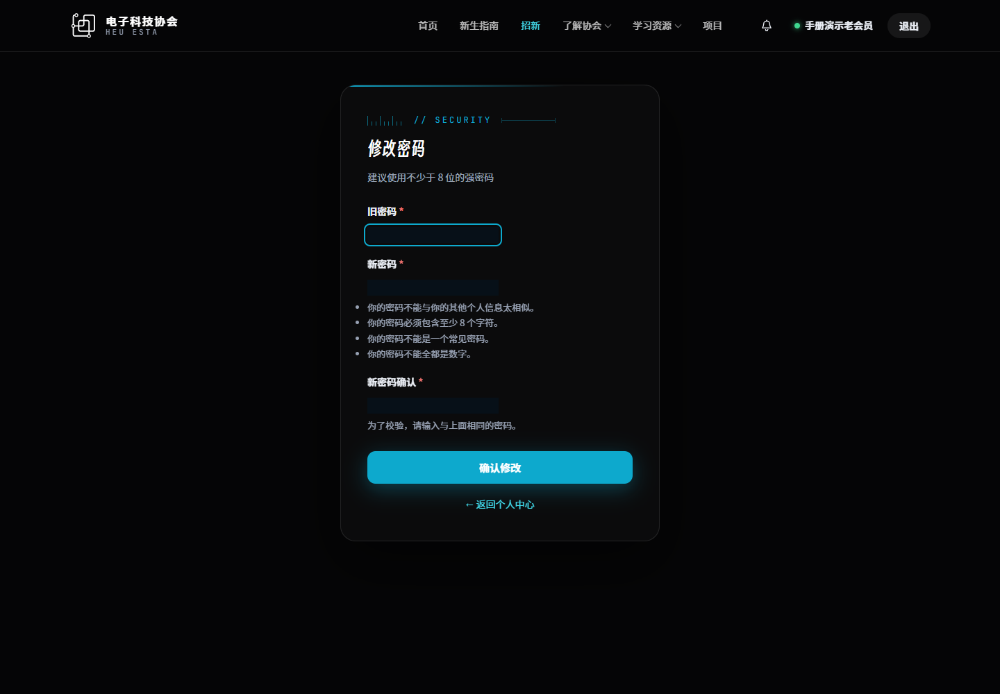 电子科技协会
HEU ESTA
首页
新生指南
招新
了解协会
学习资源
项目
手册演示老会员
退出
// SECURITY
修改密码
建议使用不少于 8 位的强密码
旧密码 *
新密码 *
你的密码不能与你的其他个人信息太相似。
你的密码必须包含至少 8 个字符。
你的密码不能是一个常见密码。
你的密码不能全都是数字。
新密码确认 *
为了校验，请输入与上面相同的密码。
确认修改
← 返回个人中心